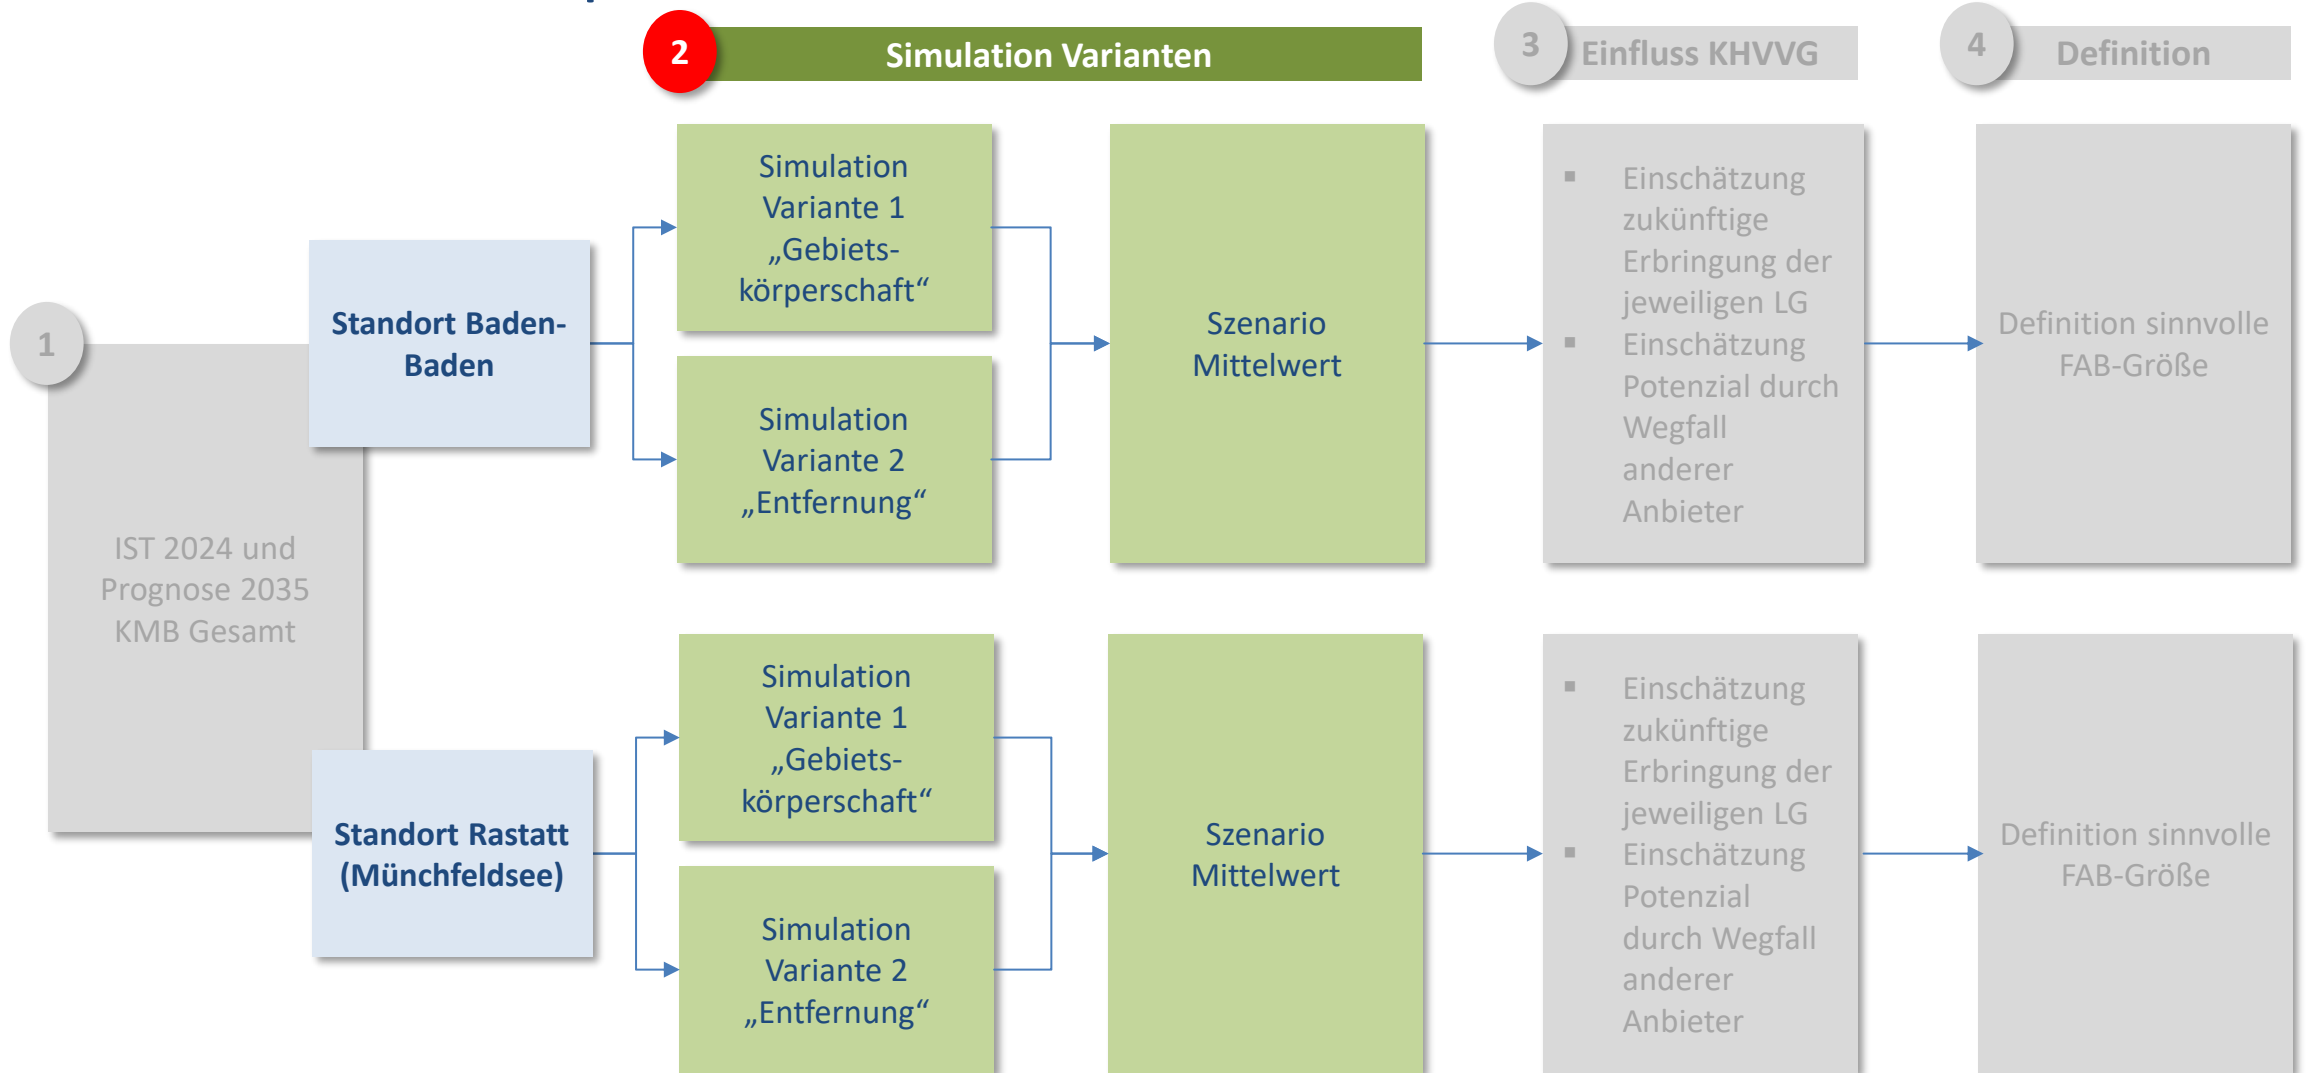 2
Simulation Varianten
3
Einfluss KHVVG
4
Definition
1
IST 2024 und
Prognose 2035
KMB Gesamt
Standort Baden-
Baden
Simulation
Variante 1
„Gebiets-
körperschaft“
Simulation
Variante 2
„Entfernung“
Szenario
Mittelwert
▪ Einschätzung
zukünftige
Erbringung der
jeweiligen LG
▪ Einschätzung
Potenzial durch
Wegfall
anderer
Anbieter
Definition sinnvolle
FAB-Größe
Standort Rastatt
(Münchfeldsee)
Simulation
Variante 1
„Gebiets-
körperschaft“
Simulation
Variante 2
„Entfernung“
Szenario
Mittelwert
▪ Einschätzung
zukünftige
Erbringung der
jeweiligen LG
▪ Einschätzung
Potenzial
durch Wegfall
anderer
Anbieter
Definition sinnvolle
FAB-Größe